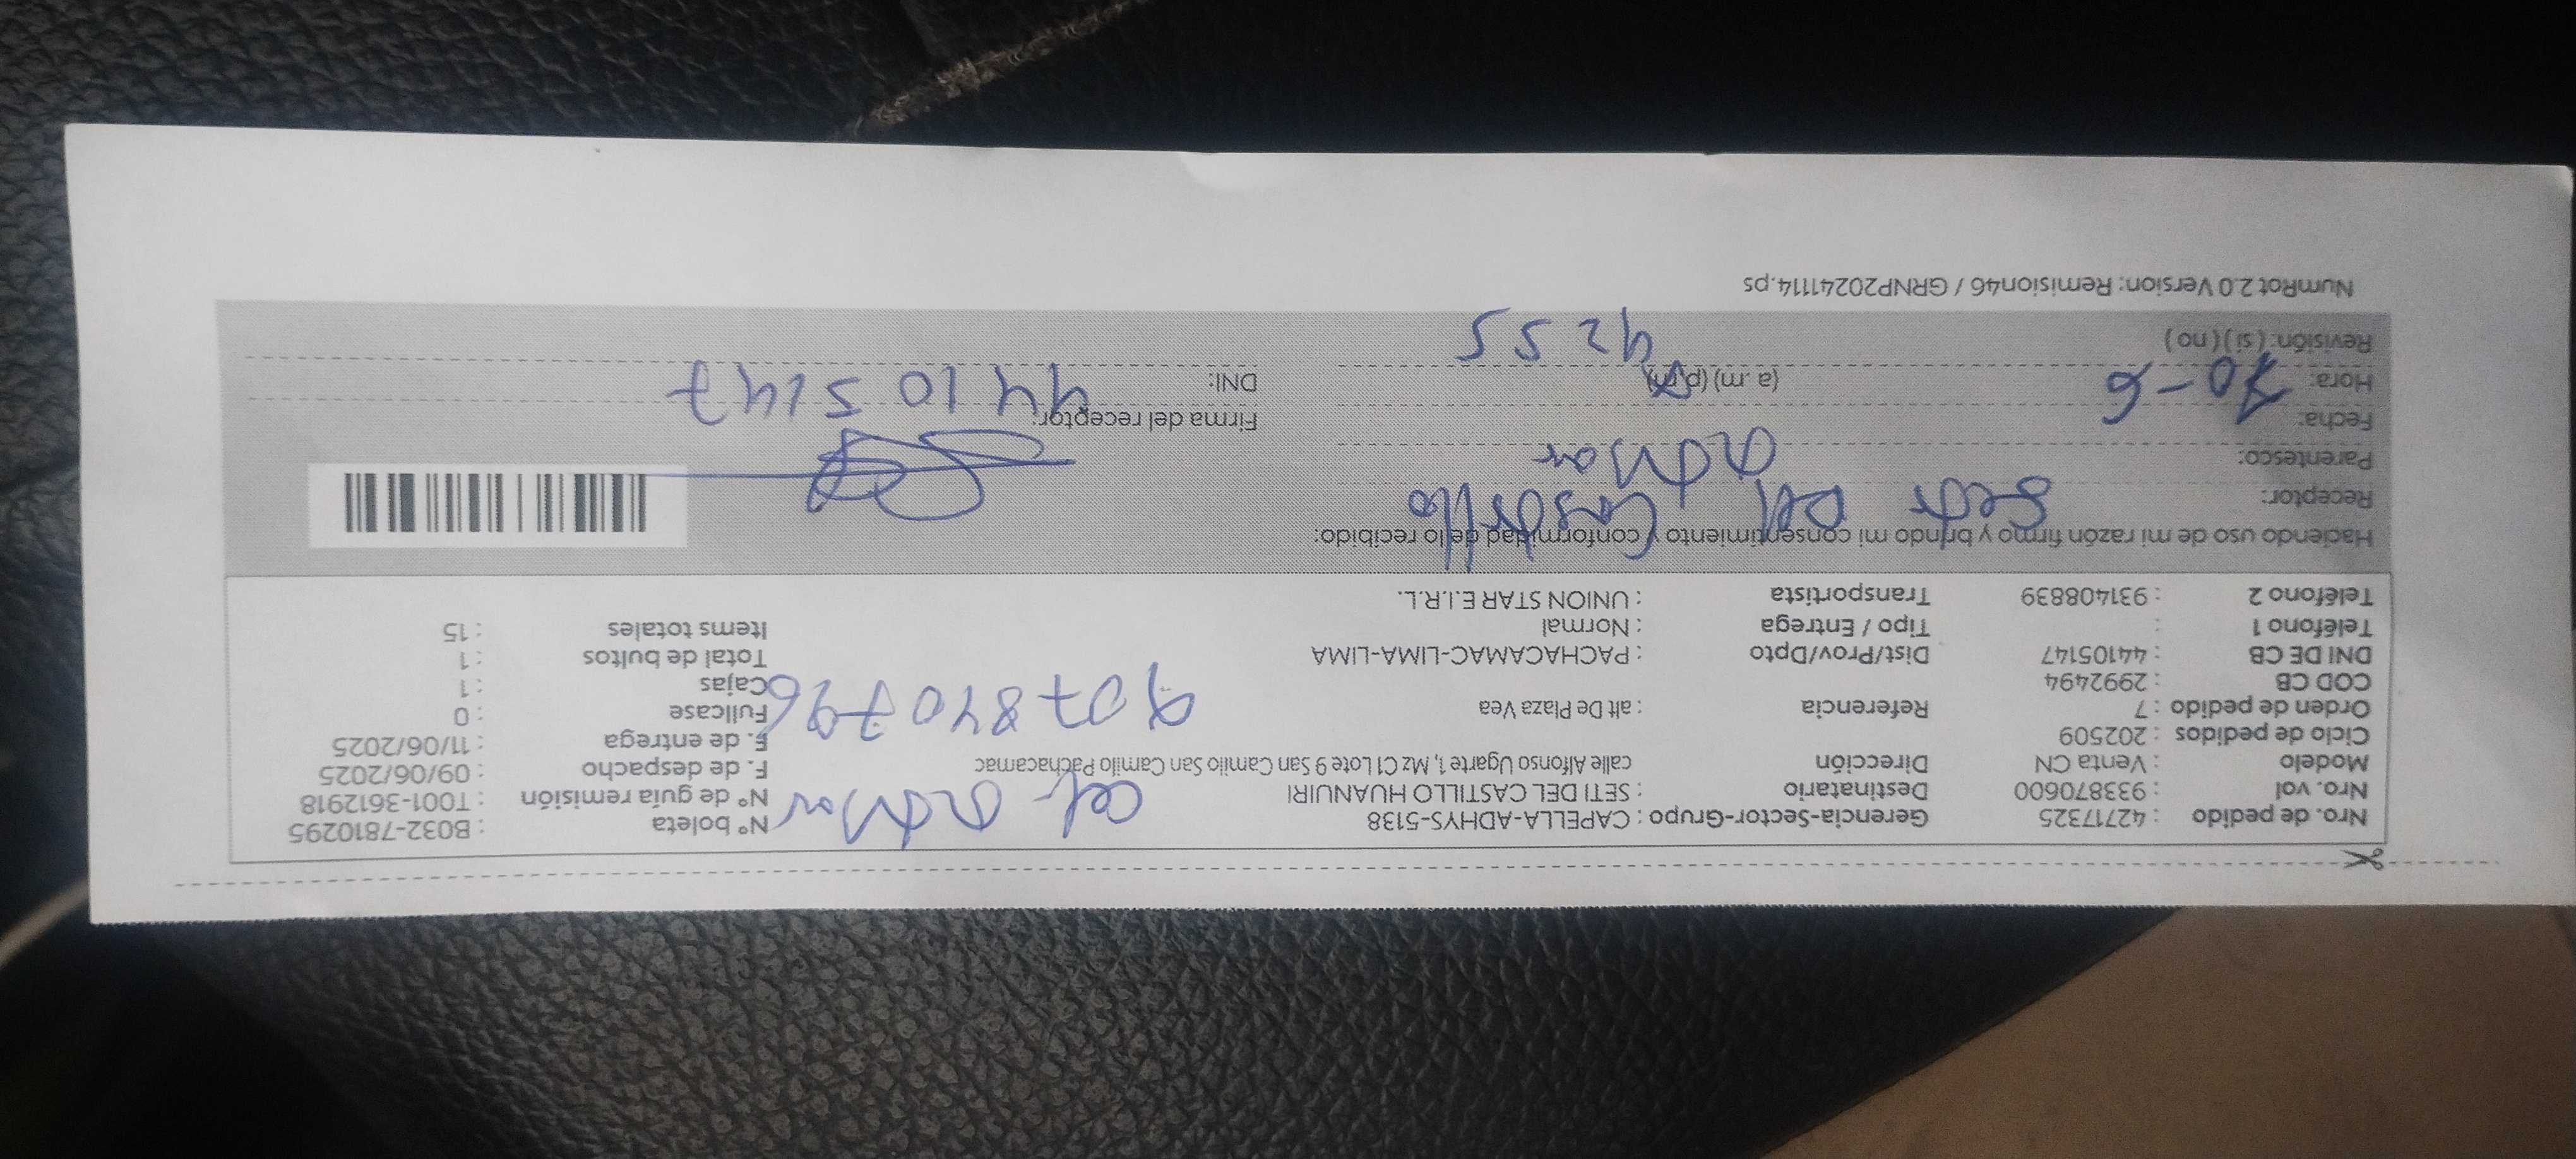 Nro. de pedido : 42717325 Gerencia-Sector-Grupo : CAPELLA-ADHYS-5138 N° boleta : B032-7810295
Nro. vol : 933870600 Destinatario : SETI DEL CASTILLO HUANUIRI N° de guía remisión : T001-3612918
Modelo : Venta CN Dirección calle Alfonso Ugarte 1, Mz C1 Lote 9 San Camilo San Camilo Pachacamac F. de despacho : 09/06/2025
Ciclo de pedidos : 202509 F. de entrega : 11/06/2025
Orden de pedido : 7 Referencia : alt De Plaza Vea Fullcase : 0
COD CB : 2992494 Cajas : 1
DNI DE CB : 44105147 Dist/Prov/Dpto : PACHACAMAC-LIMA-LIMA Total de bultos : 1
Teléfono 1 : Tipo / Entrega : Normal Items totales : 15
Teléfono 2 : 931408839 Transportista : UNION STAR E.I.R.L.
Cel
Haciendo uso de mi razón firmo y brindo mi consentimiento y conformidad de lo recibido:
Receptor: Seti Del Castillo
Parentesco:
Fecha: 10-6 Firma del receptor:
Hora: (a .m) (p.m) DNI: 44105147
Revisión: ( si ) ( no ) 4255
NumRot 2.0 Version: Remision46 / GRNP20241114.ps